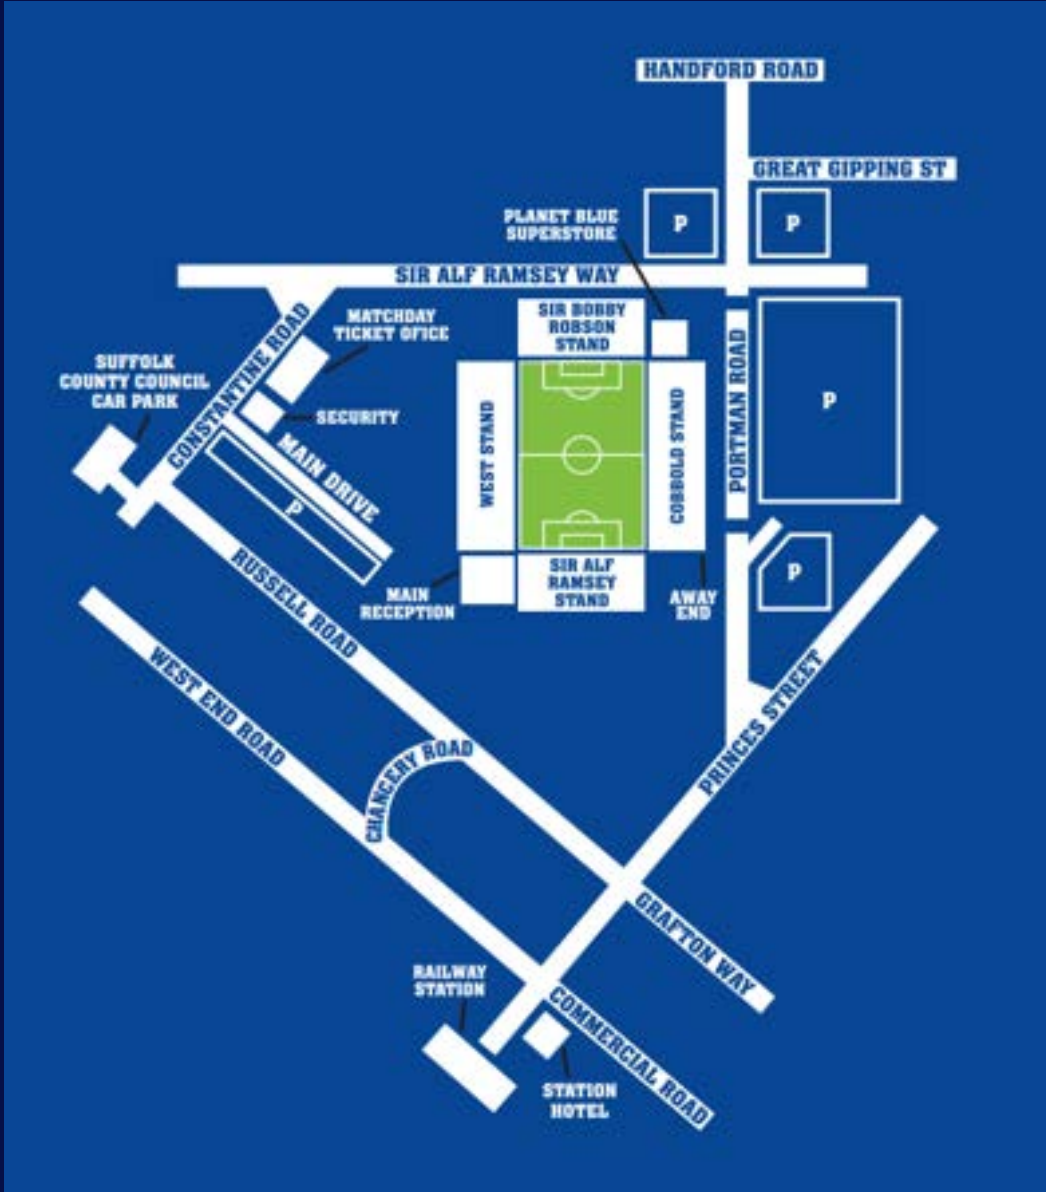 HANDFORD ROAD
GREAT GIPPING ST
P
P
PLANET BLUE
SUPERSTORE
SIR ALF RAMSEY WAY
MATCHDAY
TICKET OFICE
SIR BOBBY
ROBSON
STAND
CONSTANTINE ROAD
SUFFOLK
COUNTY COUNCIL
CAR PARK
SECURITY
MAIN DRIVE
P
WEST STAND
COBBOLD STAND
PORTMAN ROAD
P
P
MAIN
RECEPTION
SIR ALF
RAMSEY
STAND
AWAY
END
RUSSELL ROAD
WEST END ROAD
CHANCERY ROAD
PRINCES STREET
GRAFTON WAY
RAILWAY
STATION
COMMERCIAL ROAD
STATION
HOTEL